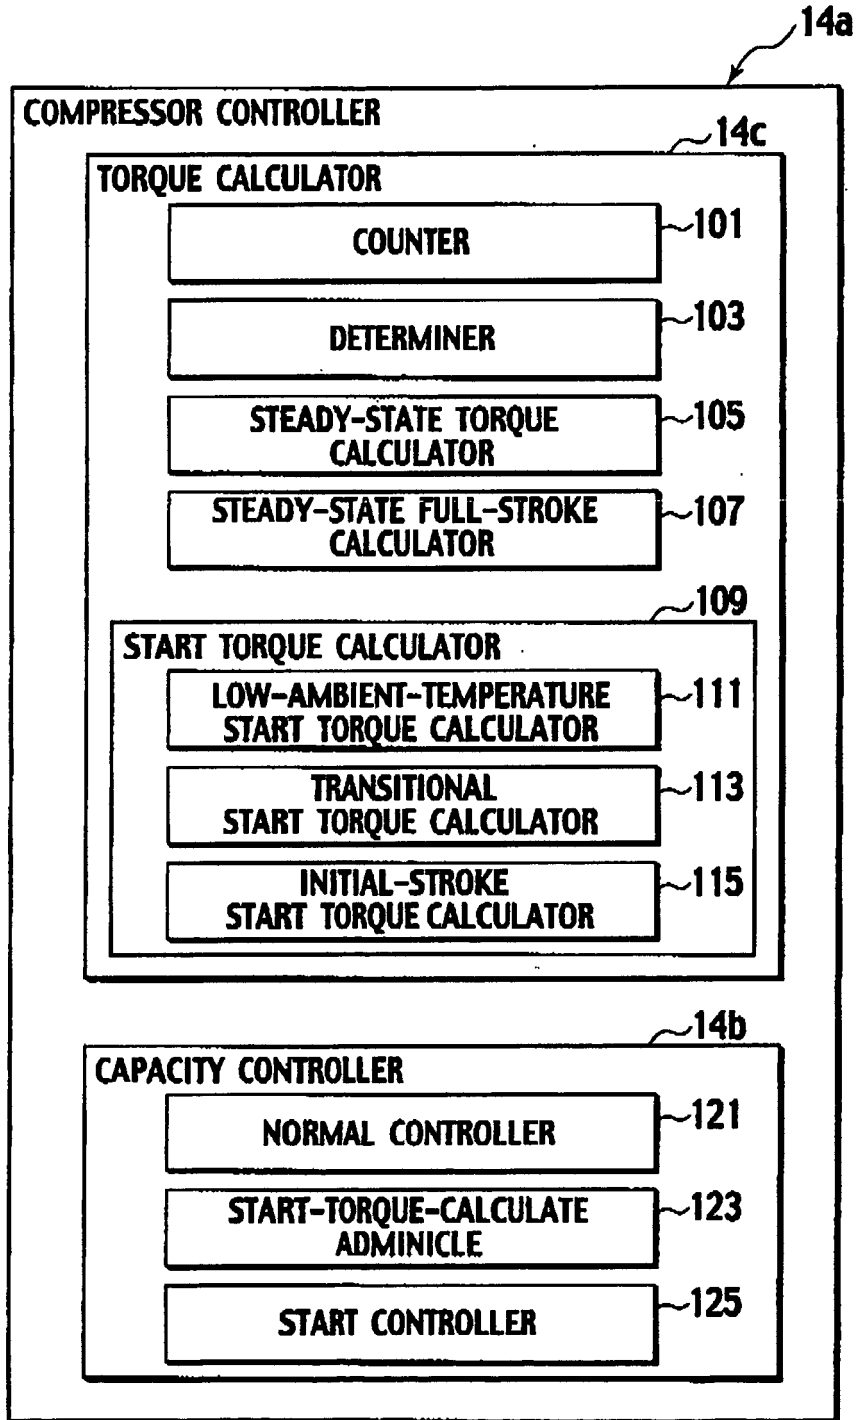 14a
COMPRESSOR CONTROLLER
14c
TORQUE CALCULATOR
COUNTER
101
DETERMINER
103
STEADY-STATE TORQUE
CALCULATOR
105
STEADY-STATE FULL-STROKE
CALCULATOR
107
109
START TORQUE CALCULATOR
LOW-AMBIENT-TEMPERATURE
START TORQUE CALCULATOR
111
TRANSITIONAL
START TORQUE CALCULATOR
113
INITIAL-STROKE
START TORQUE CALCULATOR
115
14b
CAPACITY CONTROLLER
NORMAL CONTROLLER
121
START-TORQUE-CALCULATE
ADMINICLE
123
START CONTROLLER
125